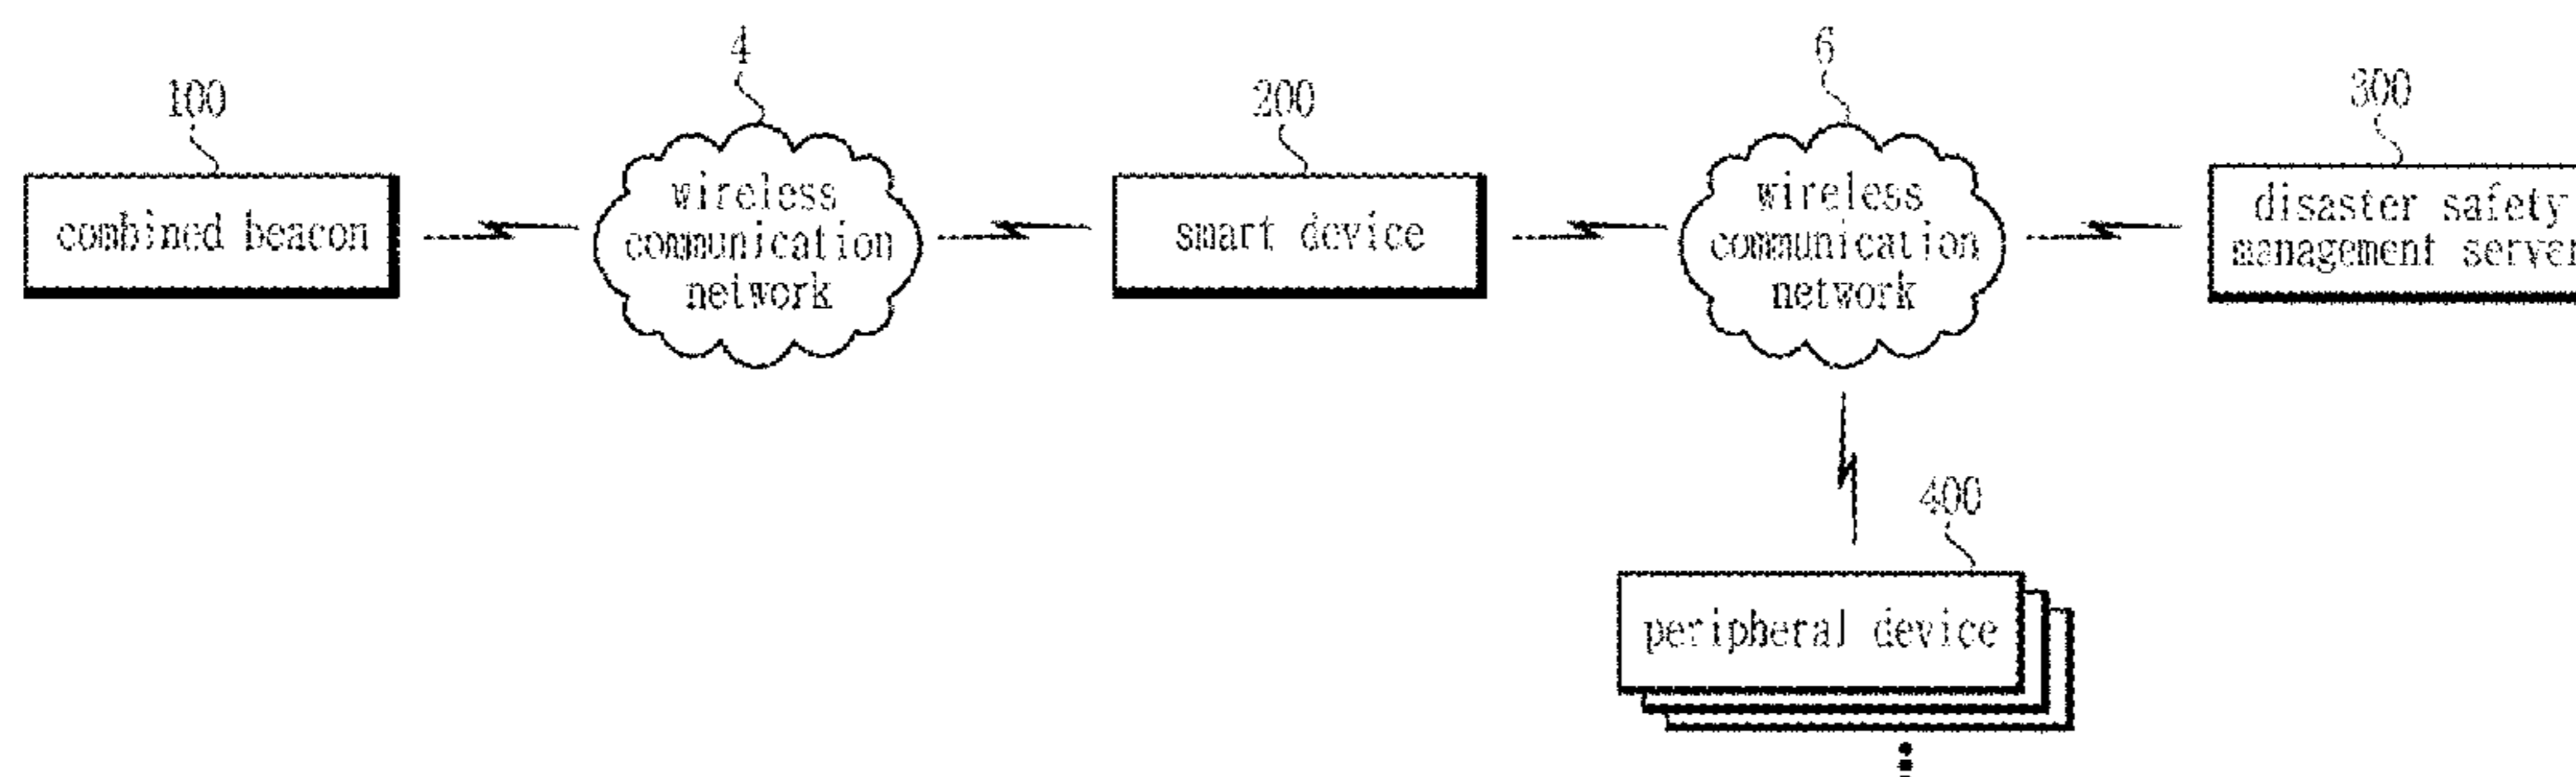 4
6
100
200
300
wireless
communication
network
wireless
communication
network
combined beacon
smart device
disaster safety
management server
400
peripheral device